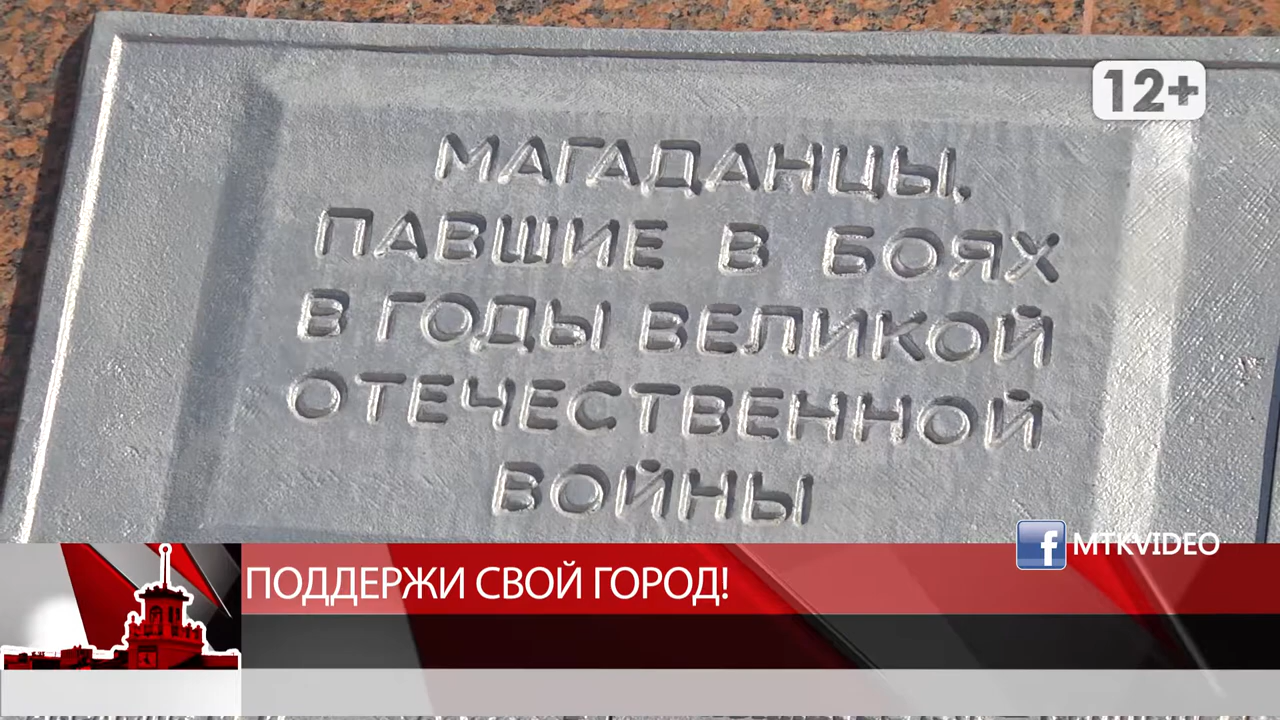 12+
МАГАДАНЦЫ,
ПАВШИЕ В БОЯХ
В ГОДЫ ВЕЛИКОЙ
ОТЕЧЕСТВЕННОЙ
ВОЙНЫ
f MTKVIDEO
ПОДДЕРЖИ СВОЙ ГОРОД!